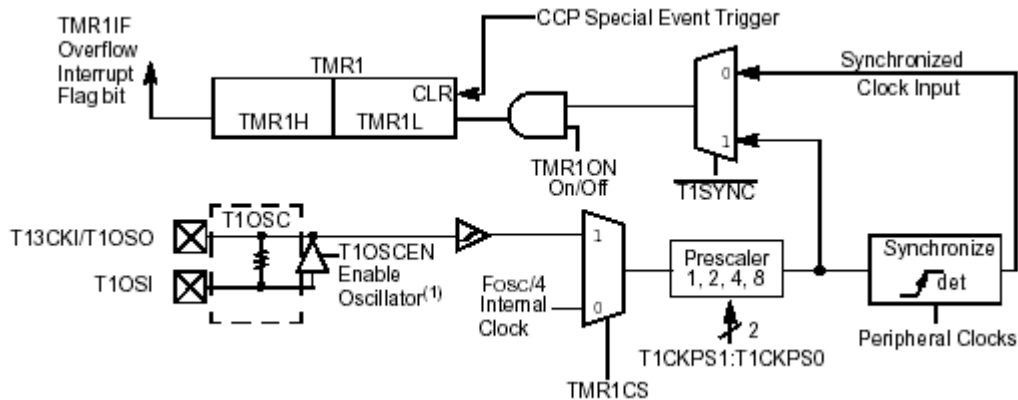 CCP Special Event Trigger
TMR1IF
Overflow
Interrupt
Flag bit
TMR1
CLR
TMR1H
TMR1L
0
1
Synchronized
Clock Input
TMR1ON
On/Off
T1SYNC
T13CKI/T1OSO
T1OSC
T1OSI
T1OSCEN
Enable
Oscillator(1)
1
0
FOSC/4
Internal
Clock
Prescaler
1, 2, 4, 8
Synchronize
det
2
T1CKPS1:T1CKPS0
Peripheral Clocks
TMR1CS